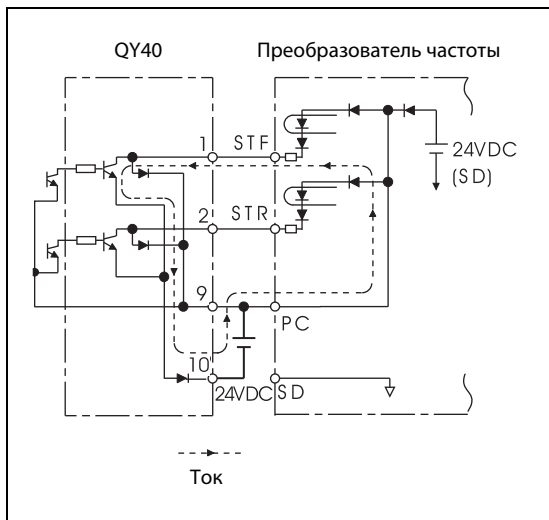 QY40
Преобразователь частоты
1 STF
24VDC
(SD)
2 STR
9
PC
10
24VDC SD
Ток